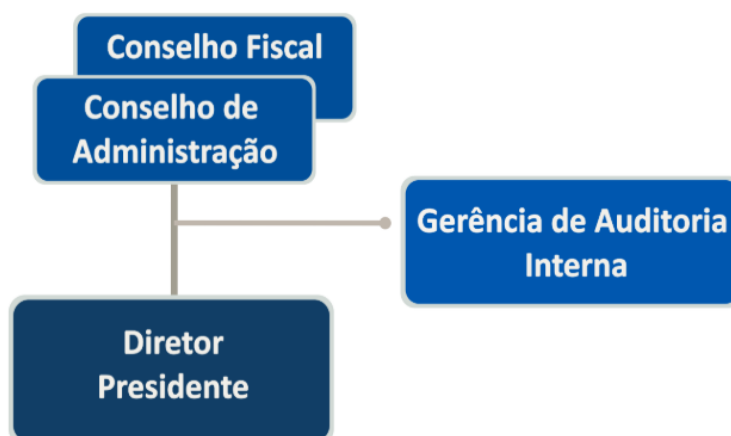 Conselho Fiscal
Conselho de
Administração
Gerência de Auditoria
Interna
Diretor
Presidente